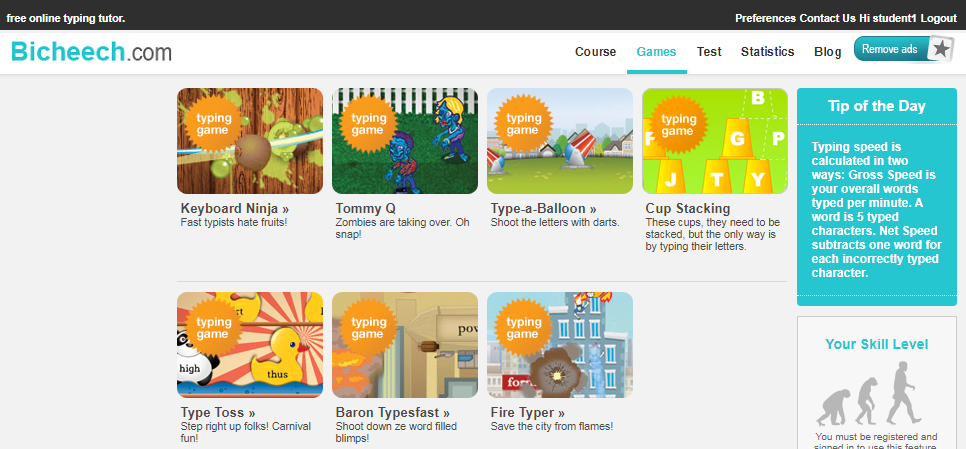 free online typing tutor.
Preferences Contact Us Hi student1 Logout
Bicheech.com
Course Games Test Statistics Blog Remove ads
typing
game
typing
game
typing
game
typing
game
B
P G P
J T Y
Keyboard Ninja »
Fast typists hate fruits!
Tommy Q
Zombies are taking over. Oh
snap!
Type-a-Balloon »
Shoot the letters with darts.
Cup Stacking
These cups, they need to be
stacked, but the only way is
by typing their letters.
Tip of the Day
Typing speed is
calculated in two
ways: Gross Speed is
your overall words
typed per minute. A
word is 5 typed
characters. Net Speed
subtracts one word for
each incorrectly typed
character.
typing
game
high
thus
typing
game
typing
game
Type Toss »
Step right up folks! Carnival
fun!
Baron Typesfast »
Shoot down ze word filled
blimps!
Fire Typer »
Save the city from flames!
Your Skill Level
You must be registered and
signed in to use this feature